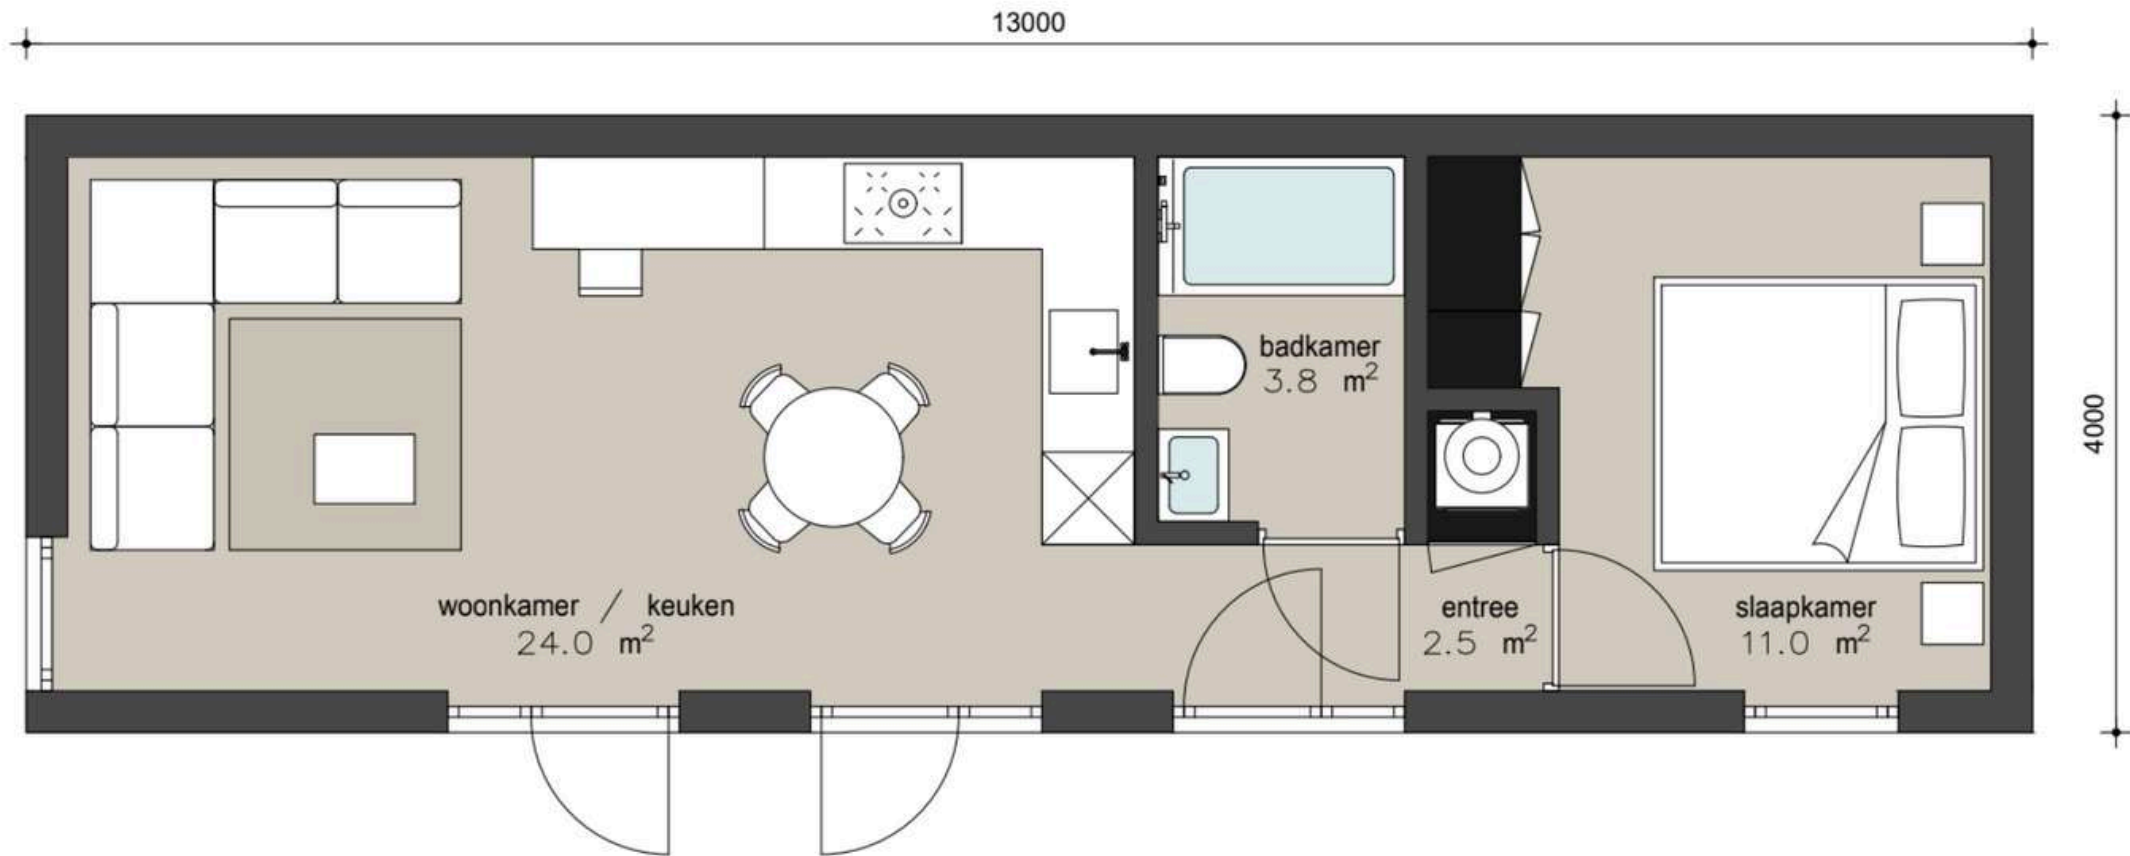 13000
4000
badkamer
3.8 m²
woonkamer / keuken
24.0 m²
entree
2.5 m²
slaapkamer
11.0 m²